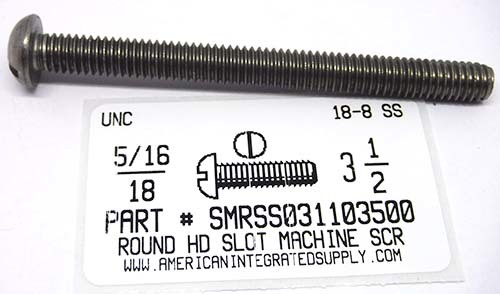 UNC 18-8 SS
5/16
18 3 1/2
PART # SMRSS031103500
ROUND HD SLOT MACHINE SCR
WWW.AMERICANINTEGRATEDSUPPLY.COM